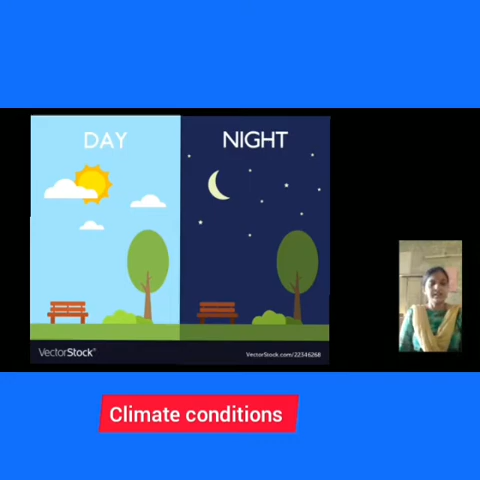 DAY
NIGHT
VectorStock®
VectorStock.com/22346268
Climate conditions